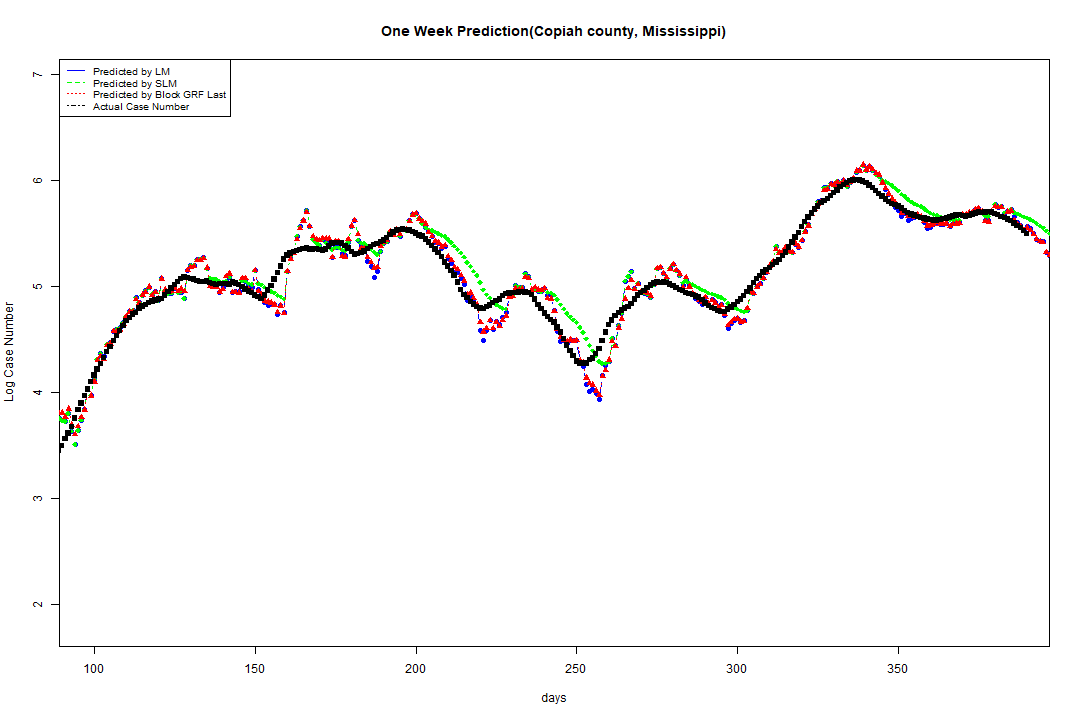 One Week Prediction(Copiah county, Mississippi)
Predicted by LM
Predicted by SLM
Predicted by Block GRF Last
Actual Case Number
7
6
5
4
3
2
Log Case Number
100 150 200 250 300 350
days